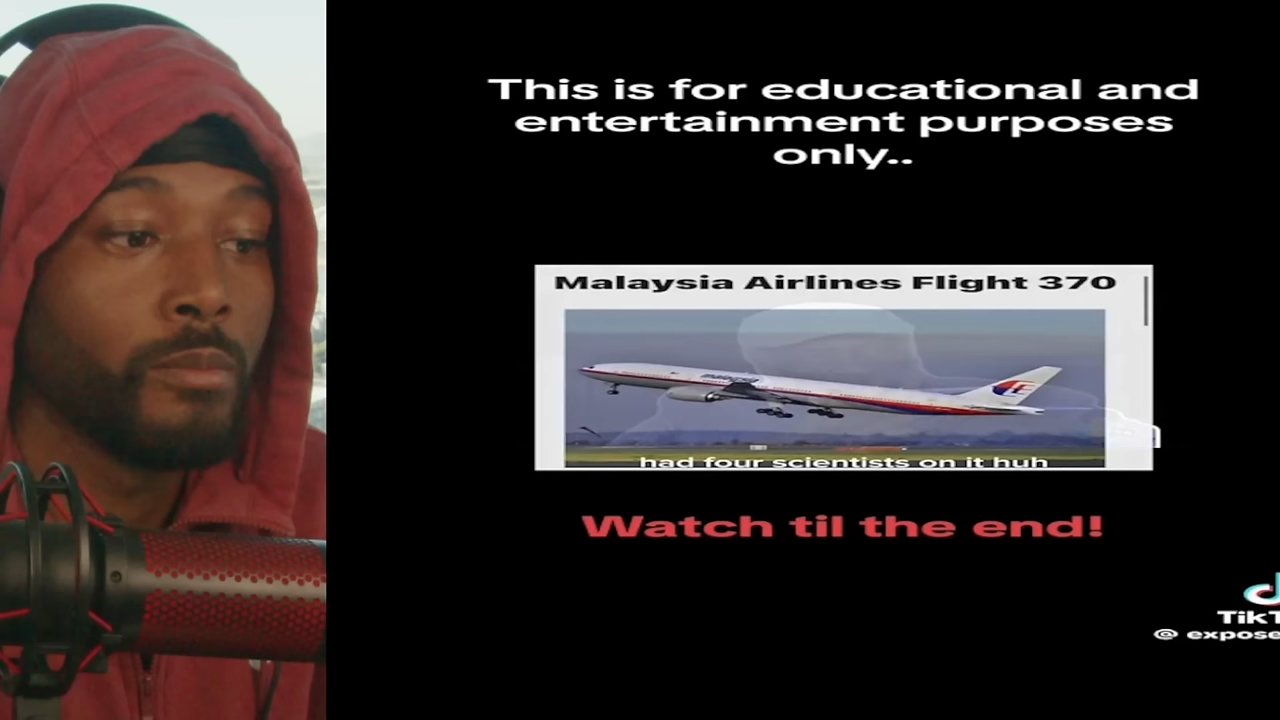 This is for educational and
entertainment purposes
only..
Malaysia Airlines Flight 370
malaysia
had four scientists on it huh
Watch til the end!
TikT
@ expose